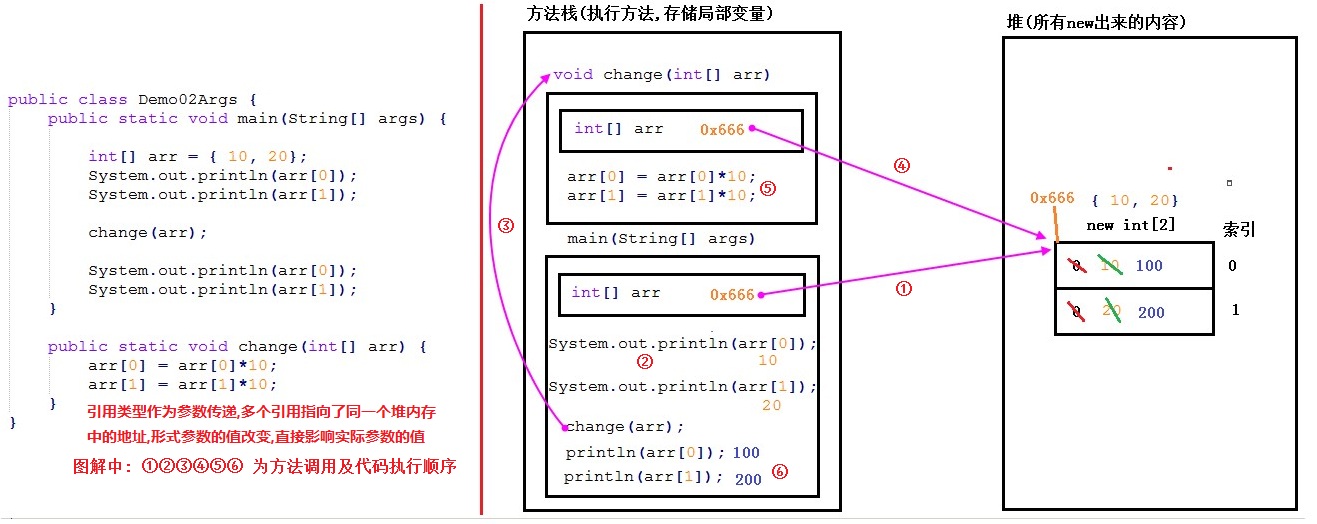 public class Demo02Args {
public static void main(String[] args) {
int[] arr = { 10, 20};
System.out.println(arr[0]);
System.out.println(arr[1]);
change(arr);
System.out.println(arr[0]);
System.out.println(arr[1]);
}
public static void change(int[] arr) {
arr[0] = arr[0]*10;
arr[1] = arr[1]*10;
}
}
引用类型作为参数传递,多个引用指向了同一个堆内存
中的地址,形式参数的值改变,直接影响实际参数的值
图解中: ①②③④⑤⑥ 为方法调用及代码执行顺序
方法栈(执行方法,存储局部变量)
void change(int[] arr)
int[] arr 0x666
arr[0] = arr[0]*10;
arr[1] = arr[1]*10;
⑤
③
main(String[] args)
int[] arr 0x666
System.out.println(arr[0]);
② 10
System.out.println(arr[1]);
20
change(arr);
println(arr[0]); 100
println(arr[1]); 200
⑥
④
①
堆(所有new出来的内容)
0x666 { 10, 20}
new int[2] 索引
0 10 100 0
0 20 200 1